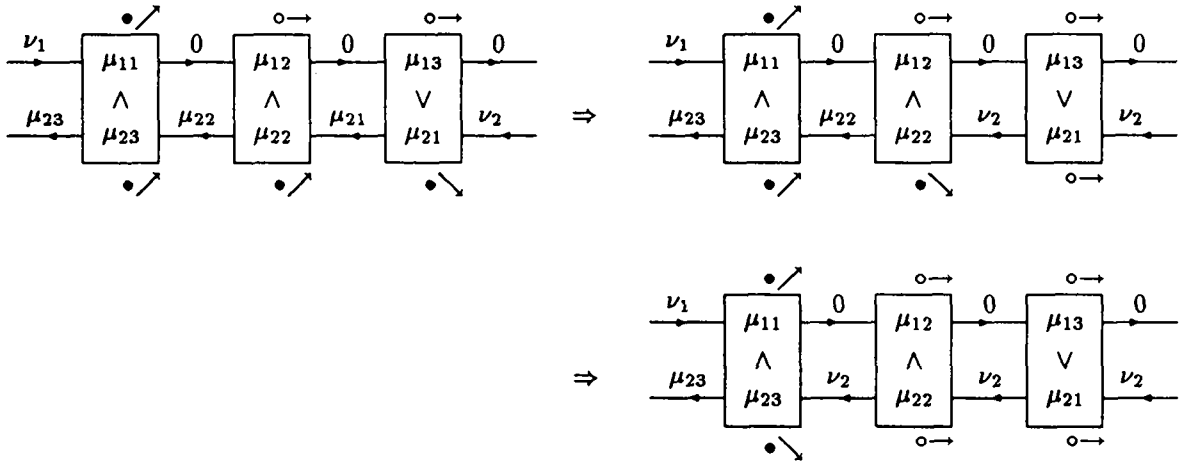 ν₁ 0 0 0 ν₁ 0 0 0
μ₁₁ μ₁₂ μ₁₃ μ₁₁ μ₁₂ μ₁₃
∧ ∧ ∨ ⇒ ∧ ∧ ∨
μ₂₃ μ₂₂ μ₂₁ ν₂ μ₂₃ μ₂₂ ν₂ ν₂
μ₂₃ μ₂₂ μ₂₁ μ₂₃ μ₂₂ μ₂₁
ν₁ 0 0 0
μ₁₁ μ₁₂ μ₁₃
⇒ ∧ ∧ ∨
μ₂₃ ν₂ ν₂ ν₂
μ₂₃ μ₂₂ μ₂₁